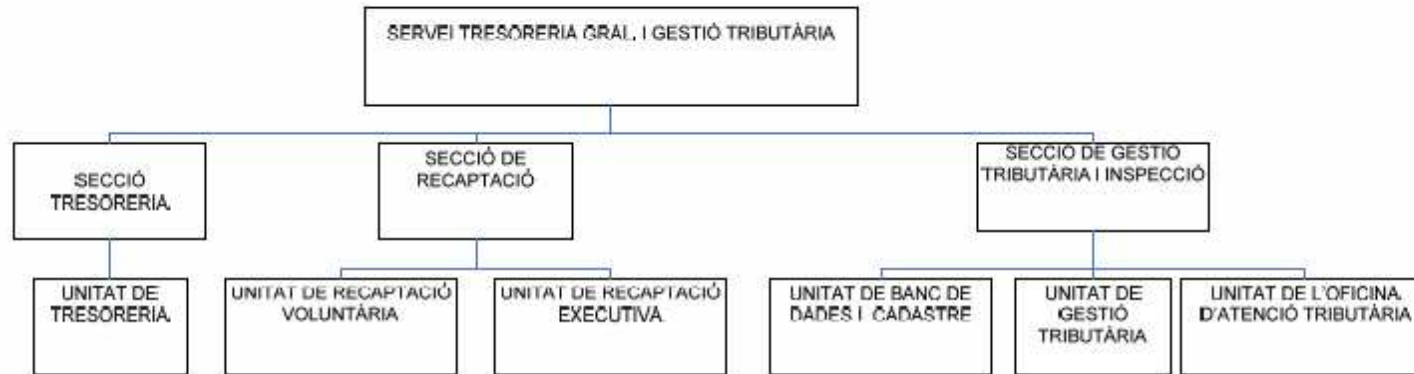 SERVEI TRESORERIA GRAL. I GESTIÓ TRIBUTÀRIA
SECCIÓ
TRESORERIA.
SECCIÓ DE
RECAPTACIÓ
SECCIÓ DE GESTIÓ
TRIBUTÀRIA I INSPECCIÓ
UNITAT DE
TRESORERIA.
UNITAT DE RECAPTACIÓ
VOLUNTÀRIA
UNITAT DE RECAPTACIÓ
EXECUTIVA.
UNITAT DE BANC DE
DADES I CADASTRE
UNITAT DE
GESTIÓ
TRIBUTÀRIA
UNITAT DE L'OFICINA.
D'ATENCIÓ TRIBUTÀRIA